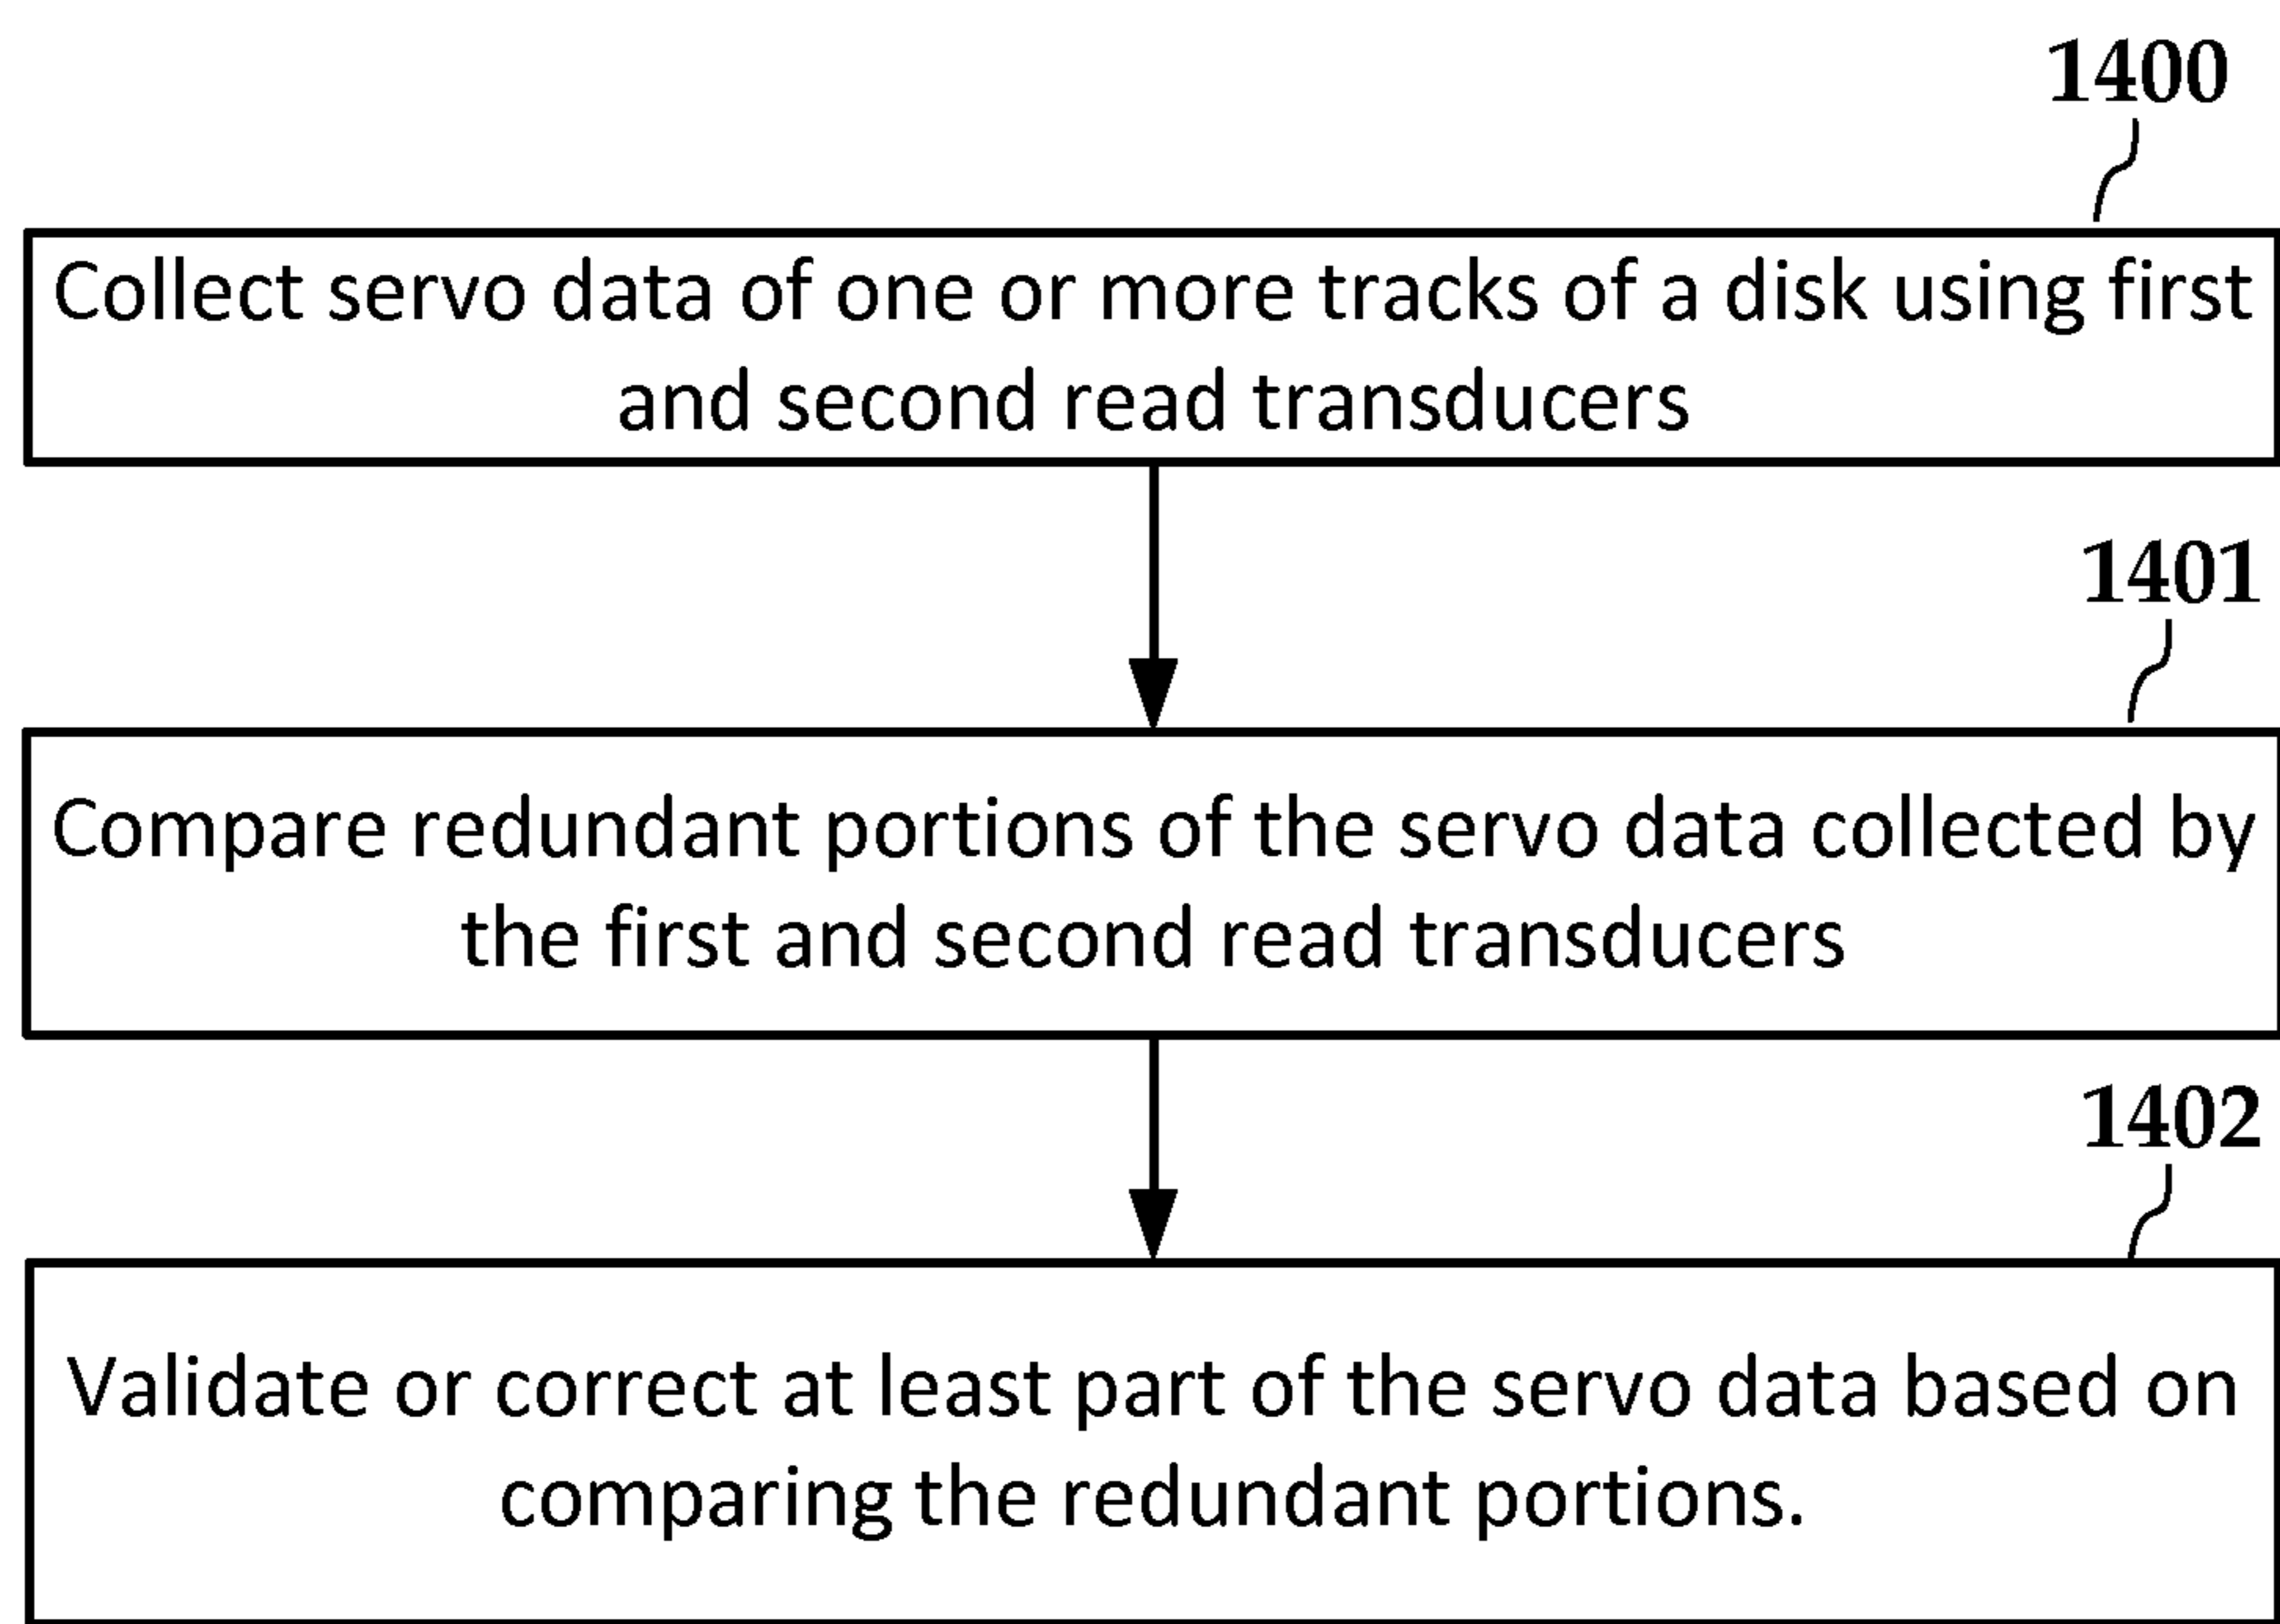 1400
Collect servo data of one or more tracks of a disk using first
and second read transducers
1401
Compare redundant portions of the servo data collected by
the first and second read transducers
1402
Validate or correct at least part of the servo data based on
comparing the redundant portions.